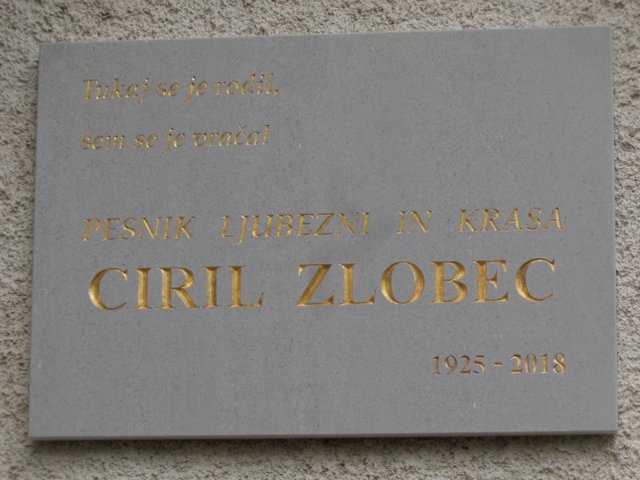 Tukaj se je rodil,
sem se je vračal
PESNIK LJUBEZNI IN KRASA
CIRIL ZLOBEC
1925 - 2018